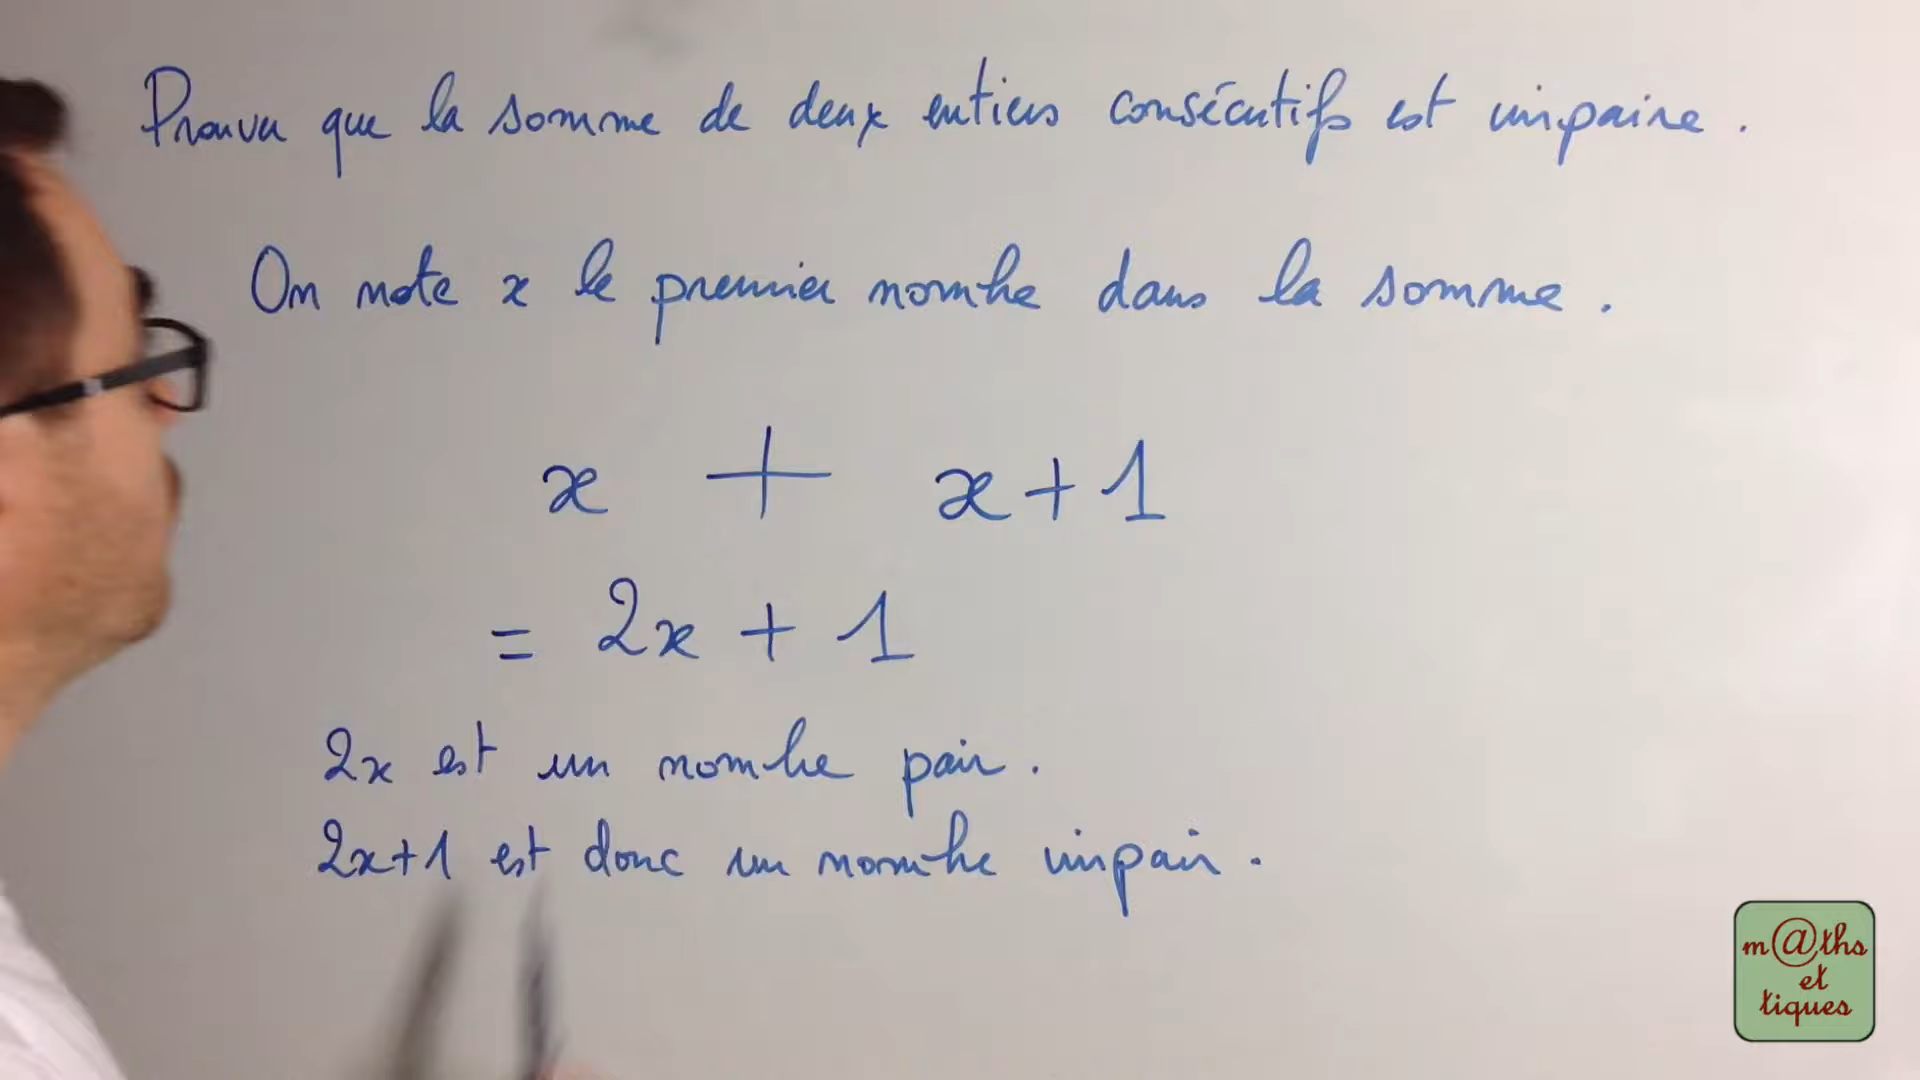 Prouver que la somme de deux entiers consécutifs est impaire.
On note x le premier nombre dans la somme.
x + x+1
= 2x + 1
2x est un nombre pair.
2x+1 est donc un nombre impair.
m@ths
et
tiques